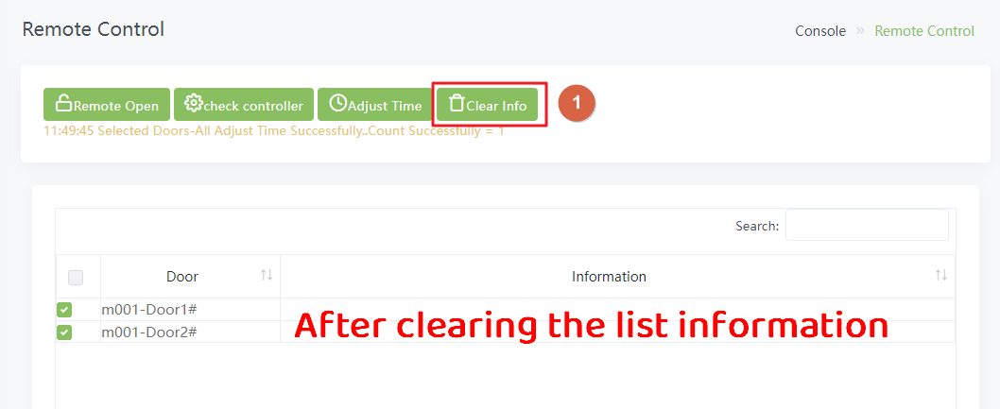 Remote Control
Console » Remote Control
Remote Open check controller Adjust Time Clear Info 1
11:49:45 Selected Doors-All Adjust Time Successfully..Count Successfully = 1
Search:
Door Information
m001-Door1#
m001-Door2#
After clearing the list information